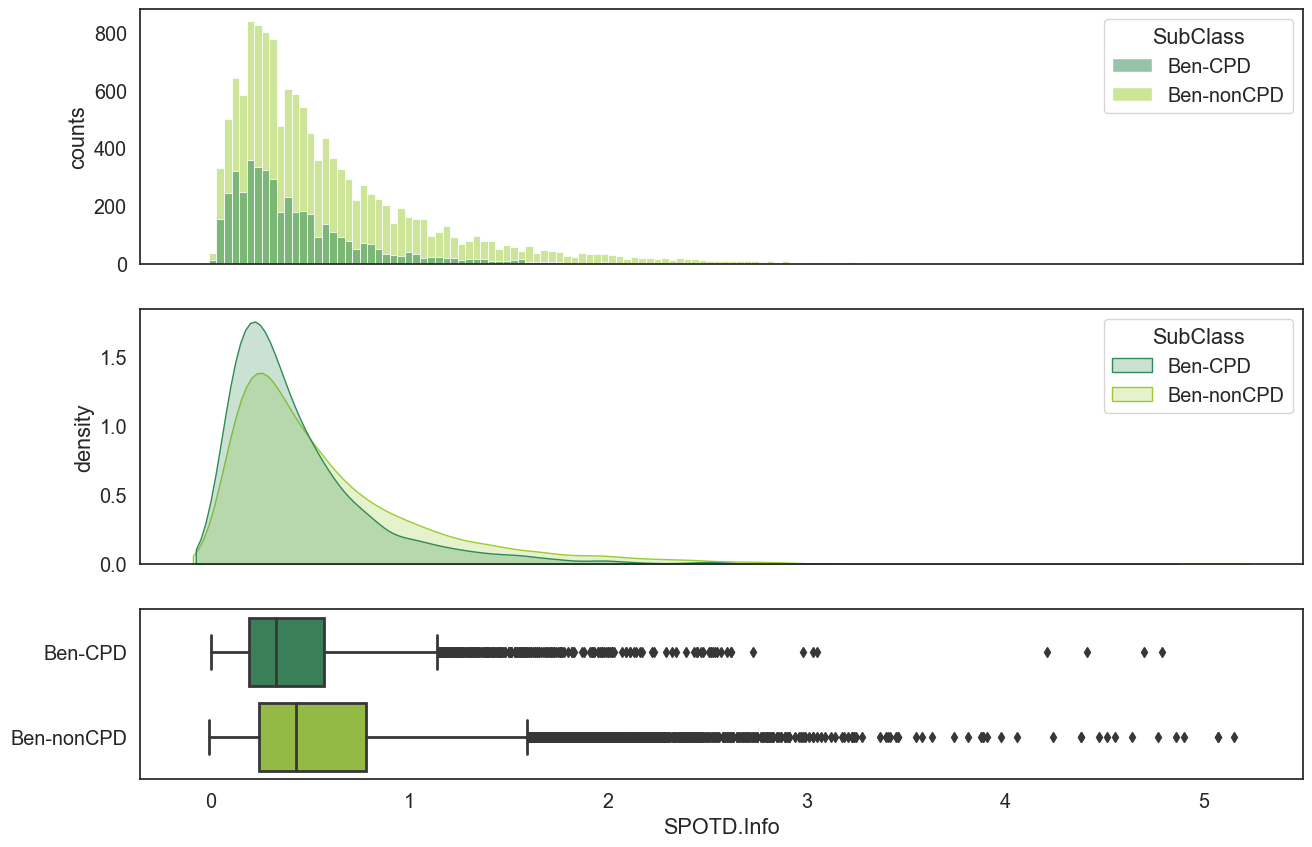 800
600
400
200
0
counts
SubClass
Ben-CPD
Ben-nonCPD
1.5
1.0
0.5
0.0
density
SubClass
Ben-CPD
Ben-nonCPD
Ben-CPD
Ben-nonCPD
0 1 2 3 4 5
SPOTD.Info